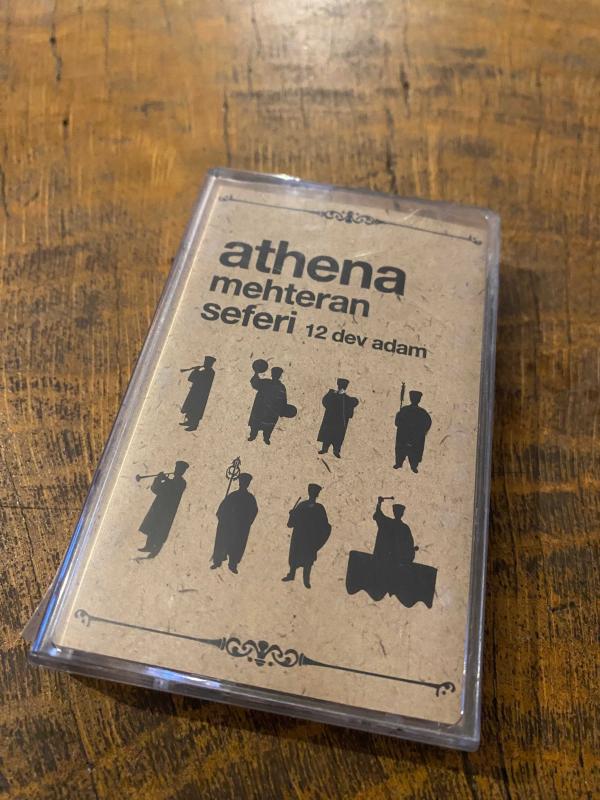 athena
mehteran
seferi 12 dev adam